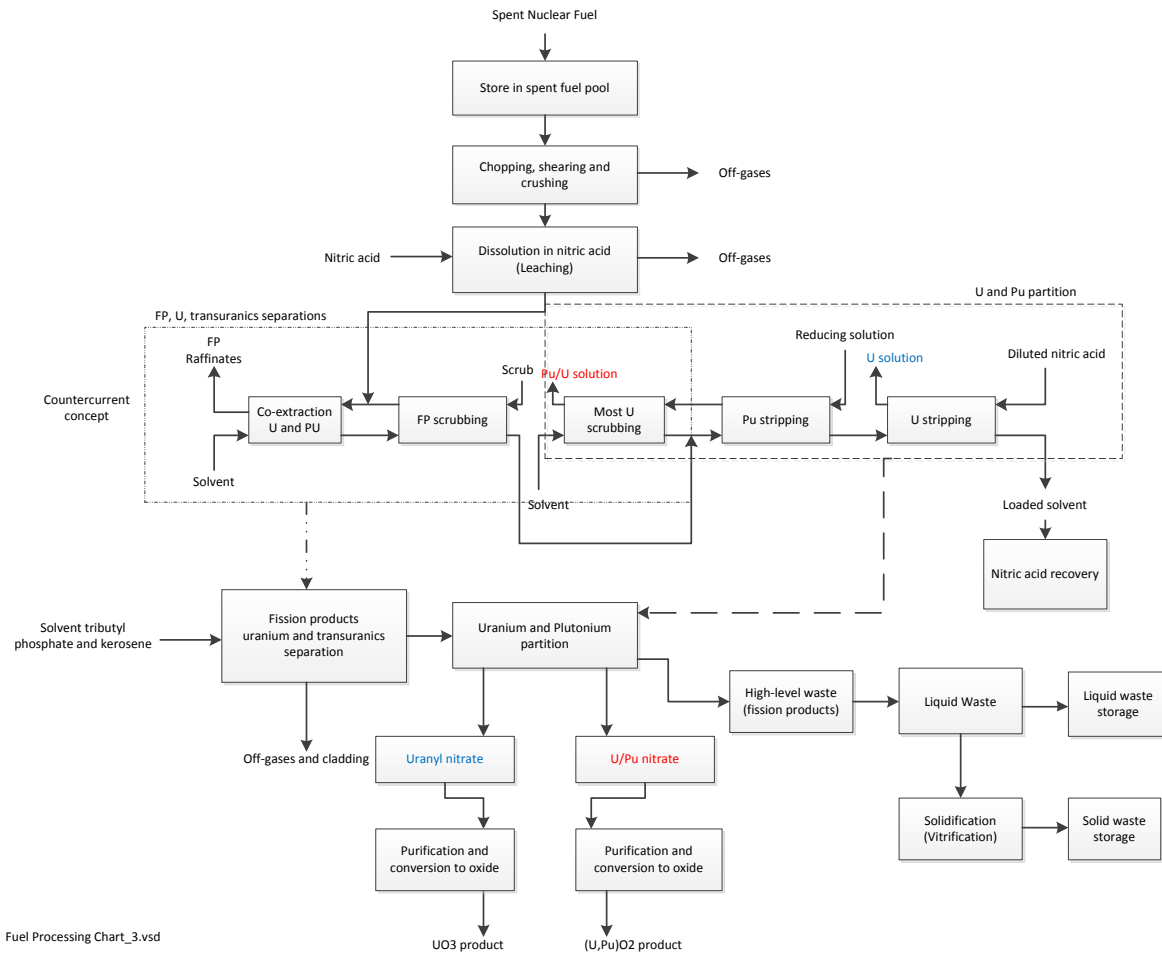 Spent Nuclear Fuel
Store in spent fuel pool
Chopping, shearing and
crushing
Off-gases
Nitric acid
Dissolution in nitric acid
(Leaching)
Off-gases
U and Pu partition
FP, U, transuranics separations
FP
Raffinates
Scrub
Pu/U solution
Reducing solution
U solution
Diluted nitric acid
Countercurrent
concept
Co-extraction
U and PU
FP scrubbing
Most U
scrubbing
Pu stripping
U stripping
Solvent
Solvent
Loaded solvent
Nitric acid recovery
Solvent tributyl
phosphate and kerosene
Fission products
uranium and transuranics
separation
Uranium and Plutonium
partition
High-level waste
(fission products)
Liquid Waste
Liquid waste
storage
Off-gases and cladding
Uranyl nitrate
U/Pu nitrate
Solidification
(Vitrification)
Solid waste
storage
Purification and
conversion to oxide
Purification and
conversion to oxide
Fuel Processing Chart_3.vsd
UO3 product
(U,Pu)O2 product